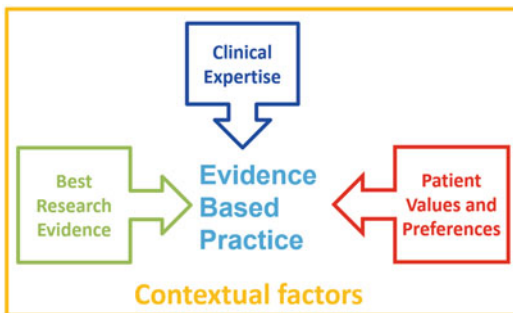 Clinical
Expertise
Best
Research
Evidence
Evidence
Based
Practice
Patient
Values and
Preferences
Contextual factors